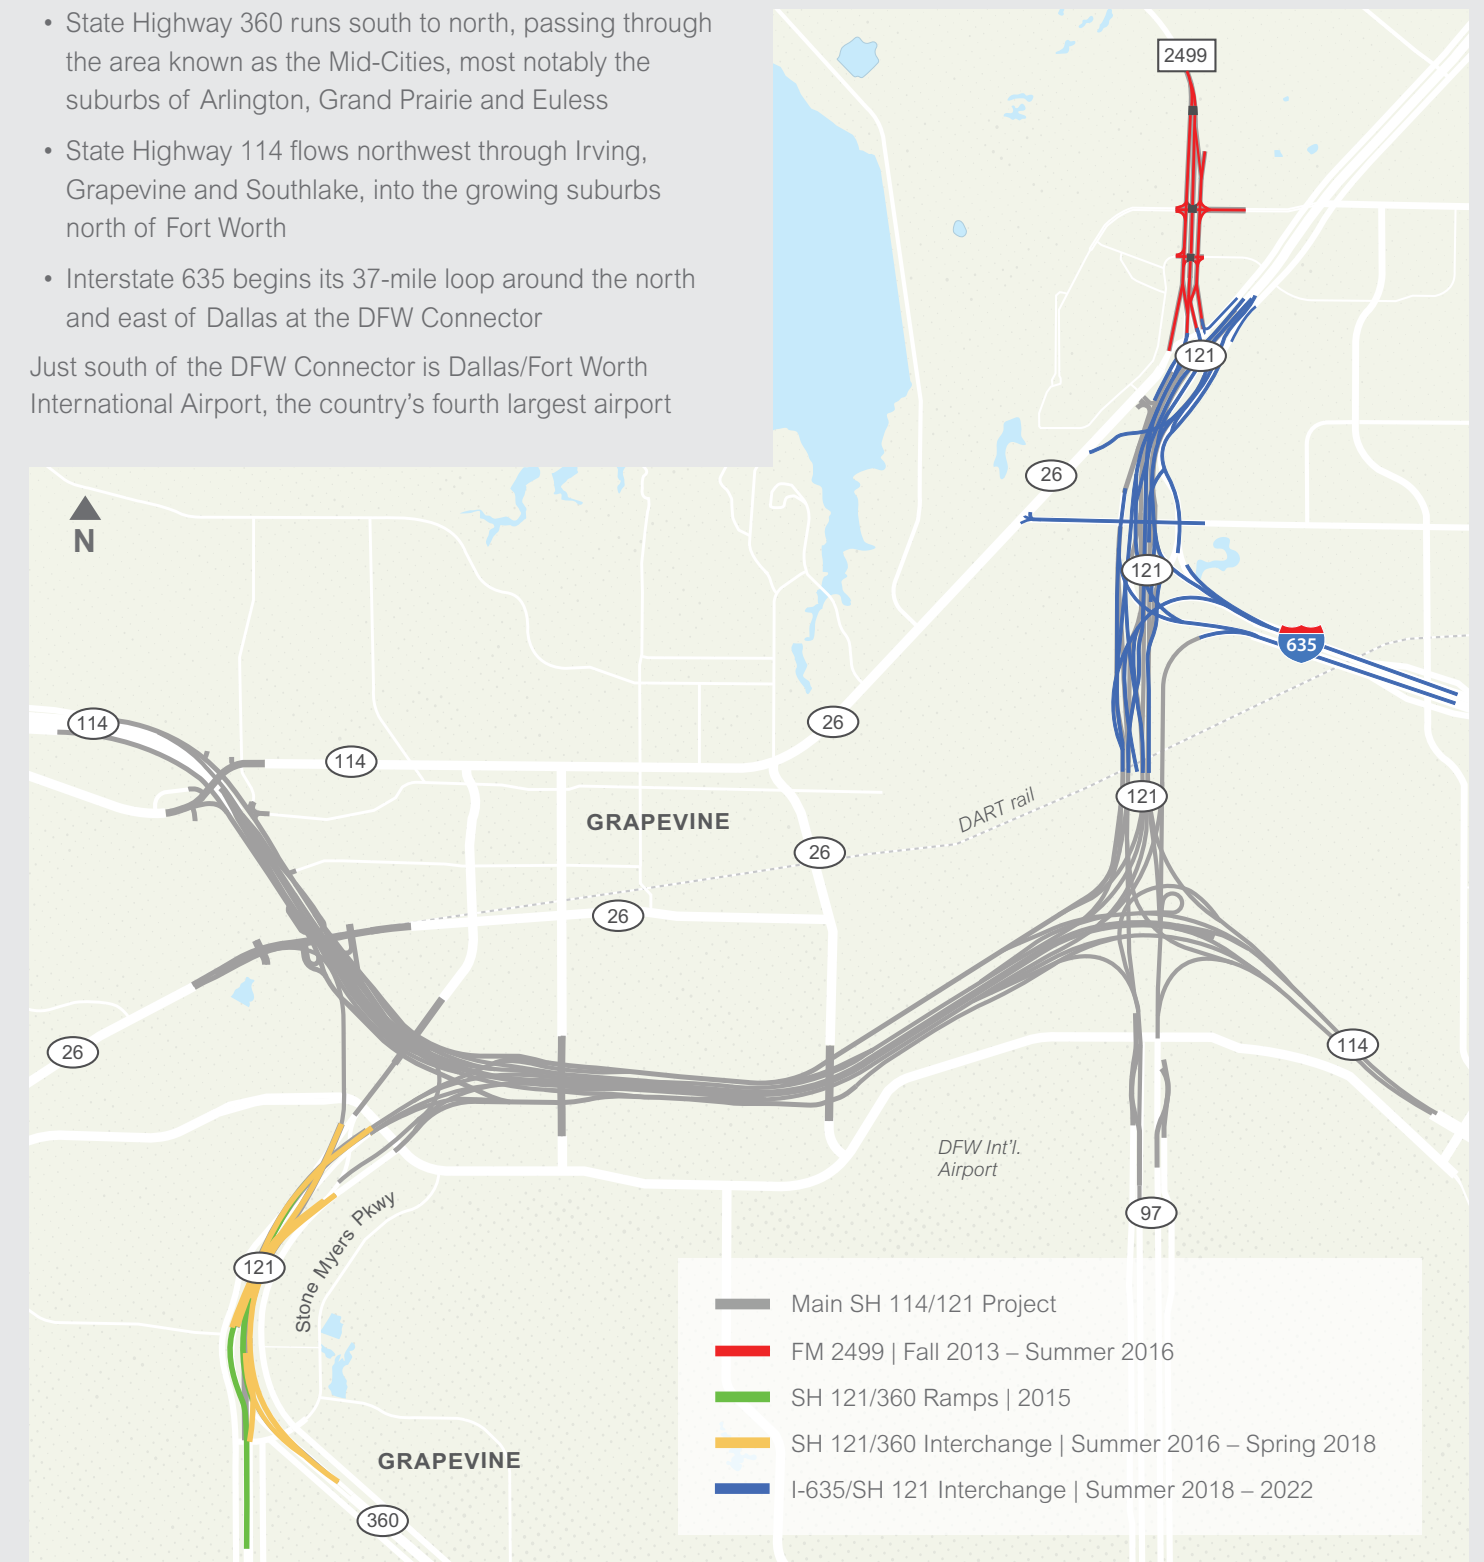 • State Highway 360 runs south to north, passing through
the area known as the Mid-Cities, most notably the
suburbs of Arlington, Grand Prairie and Euless
• State Highway 114 flows northwest through Irving,
Grapevine and Southlake, into the growing suburbs
north of Fort Worth
• Interstate 635 begins its 37-mile loop around the north
and east of Dallas at the DFW Connector
Just south of the DFW Connector is Dallas/Fort Worth
International Airport, the country’s fourth largest airport
2499
121
26
N
121
635
114
26
114
121
DART rail
GRAPEVINE
26
26
26
114
DFW Int'l.
Airport
97
Stone Myers Pkwy
121
GRAPEVINE
360
Main SH 114/121 Project
FM 2499 | Fall 2013 – Summer 2016
SH 121/360 Ramps | 2015
SH 121/360 Interchange | Summer 2016 – Spring 2018
I-635/SH 121 Interchange | Summer 2018 – 2022